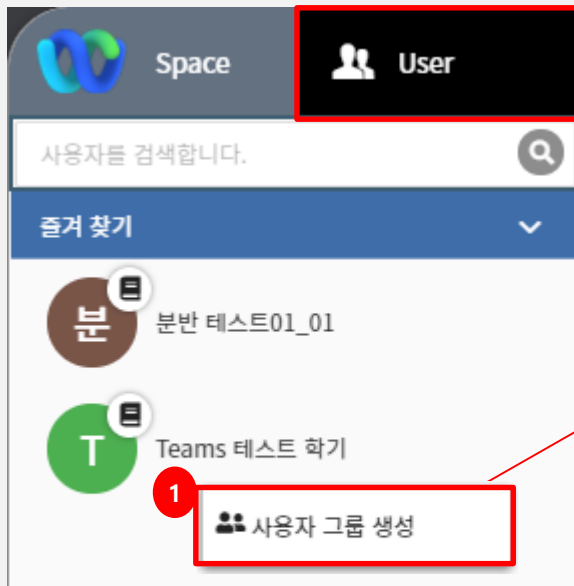 Space
User
사용자를 검색합니다.
즐겨 찾기
분
분반 테스트01_01
T
Teams 테스트 학기
1
사용자 그룹 생성